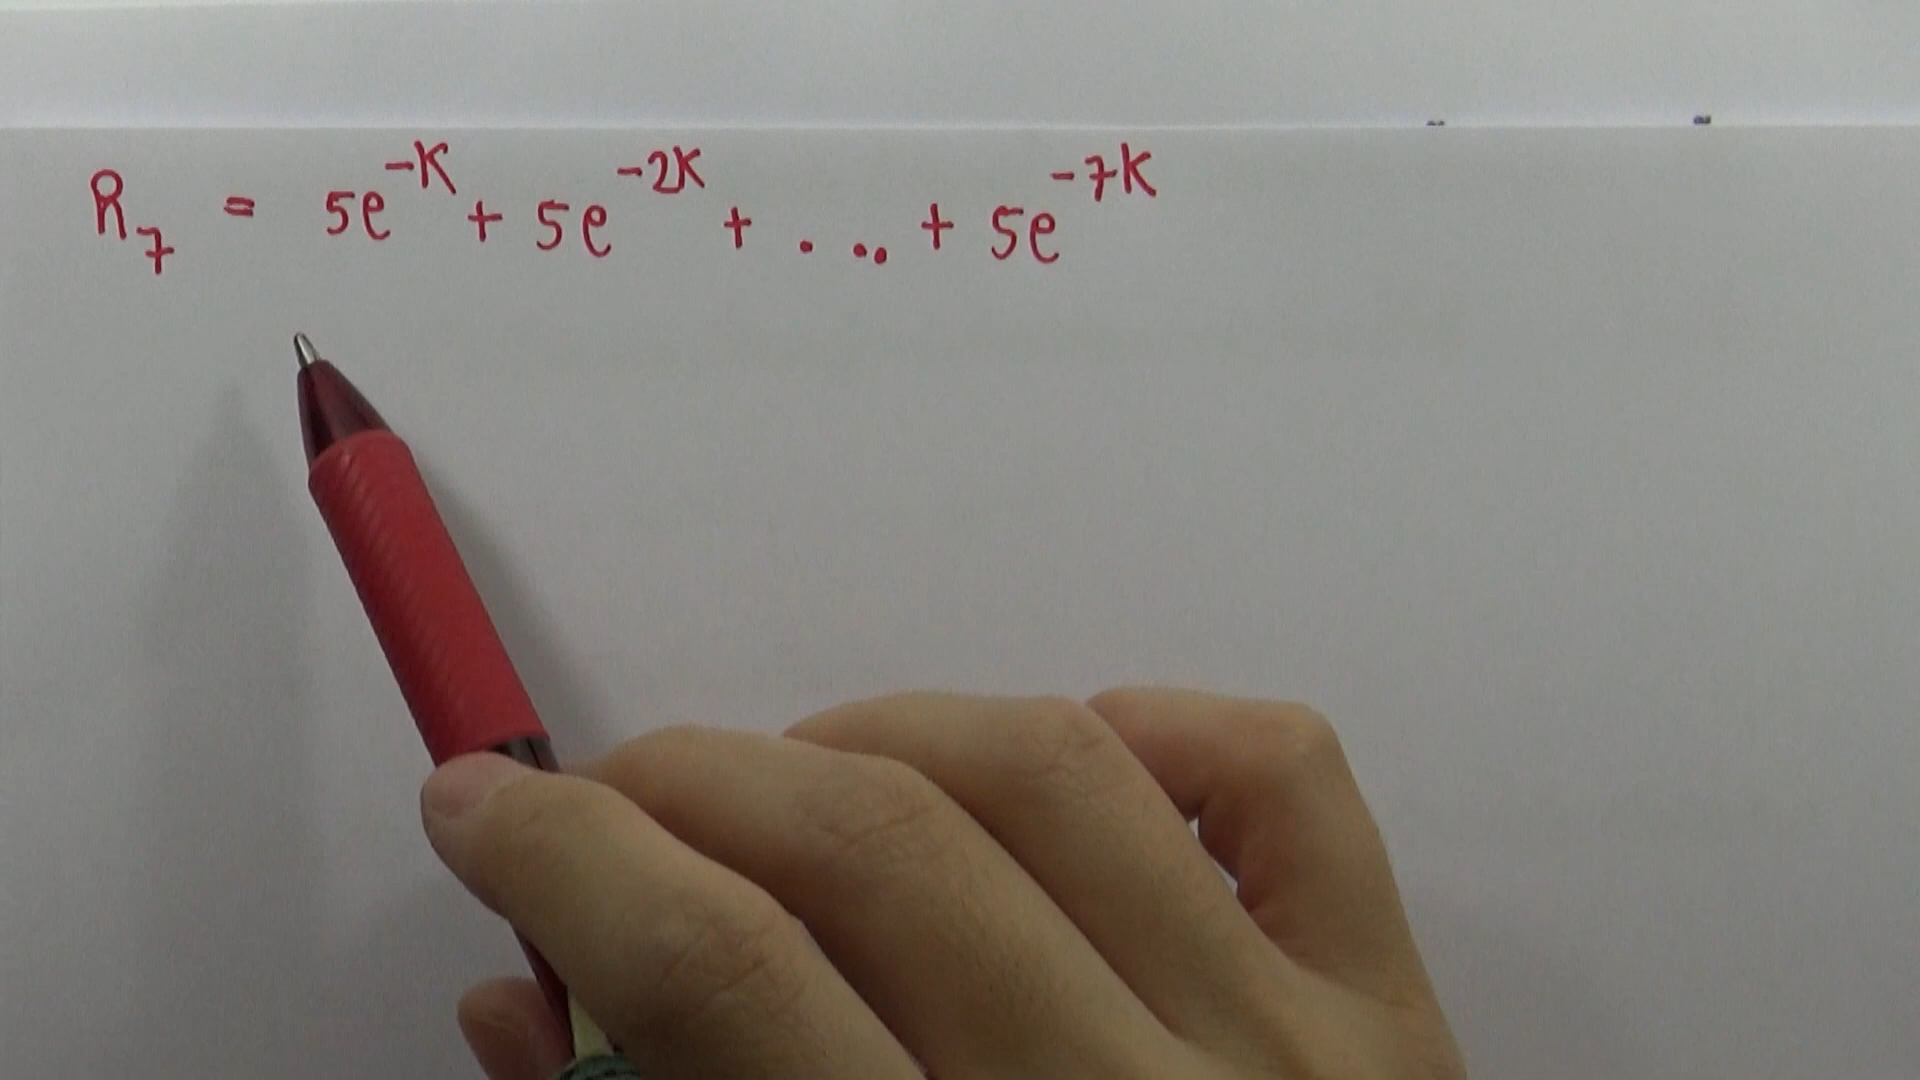 R₇ = 5e^{-K} + 5e^{-2K} + ... + 5e^{-7K}